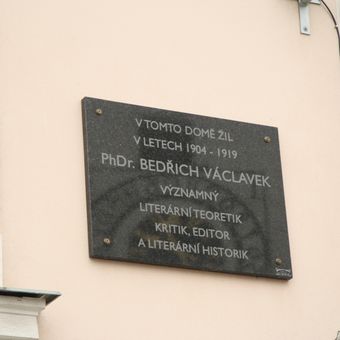 V TOMTO DOMĚ ŽIL
V LETECH 1904 - 1919
PhDr. BEDŘICH VÁCLAVEK
VÝZNAMNÝ
LITERÁRNÍ TEORETIK
KRITIK, EDITOR
A LITERÁRNÍ HISTORIK